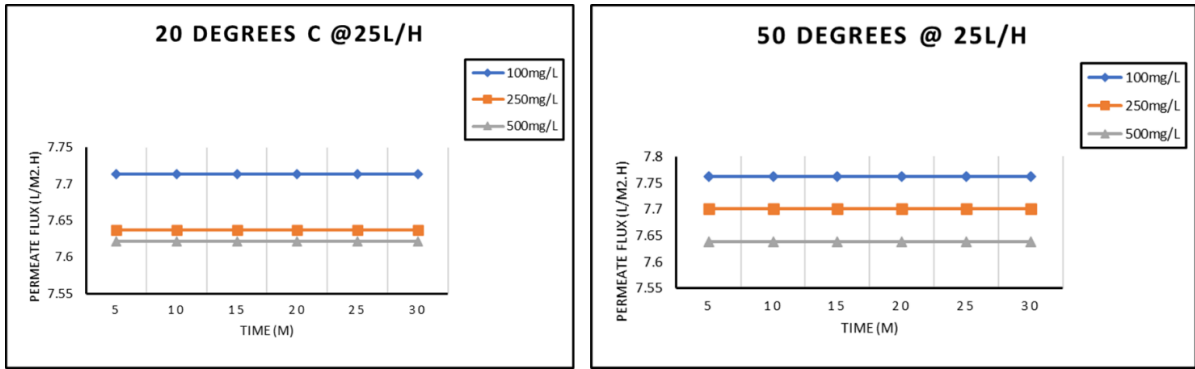 20 DEGREES C @25L/H
100mg/L
250mg/L
500mg/L
PERMEATE FLUX (L/M2.H)
7.75
7.7
7.65
7.6
7.55
5 10 15 20 25 30
TIME (M)
50 DEGREES @ 25L/H
100mg/L
250mg/L
500mg/L
PERMEATE FLUX (L/M2.H)
7.8
7.75
7.7
7.65
7.6
7.55
5 10 15 20 25 30
TIME (M)